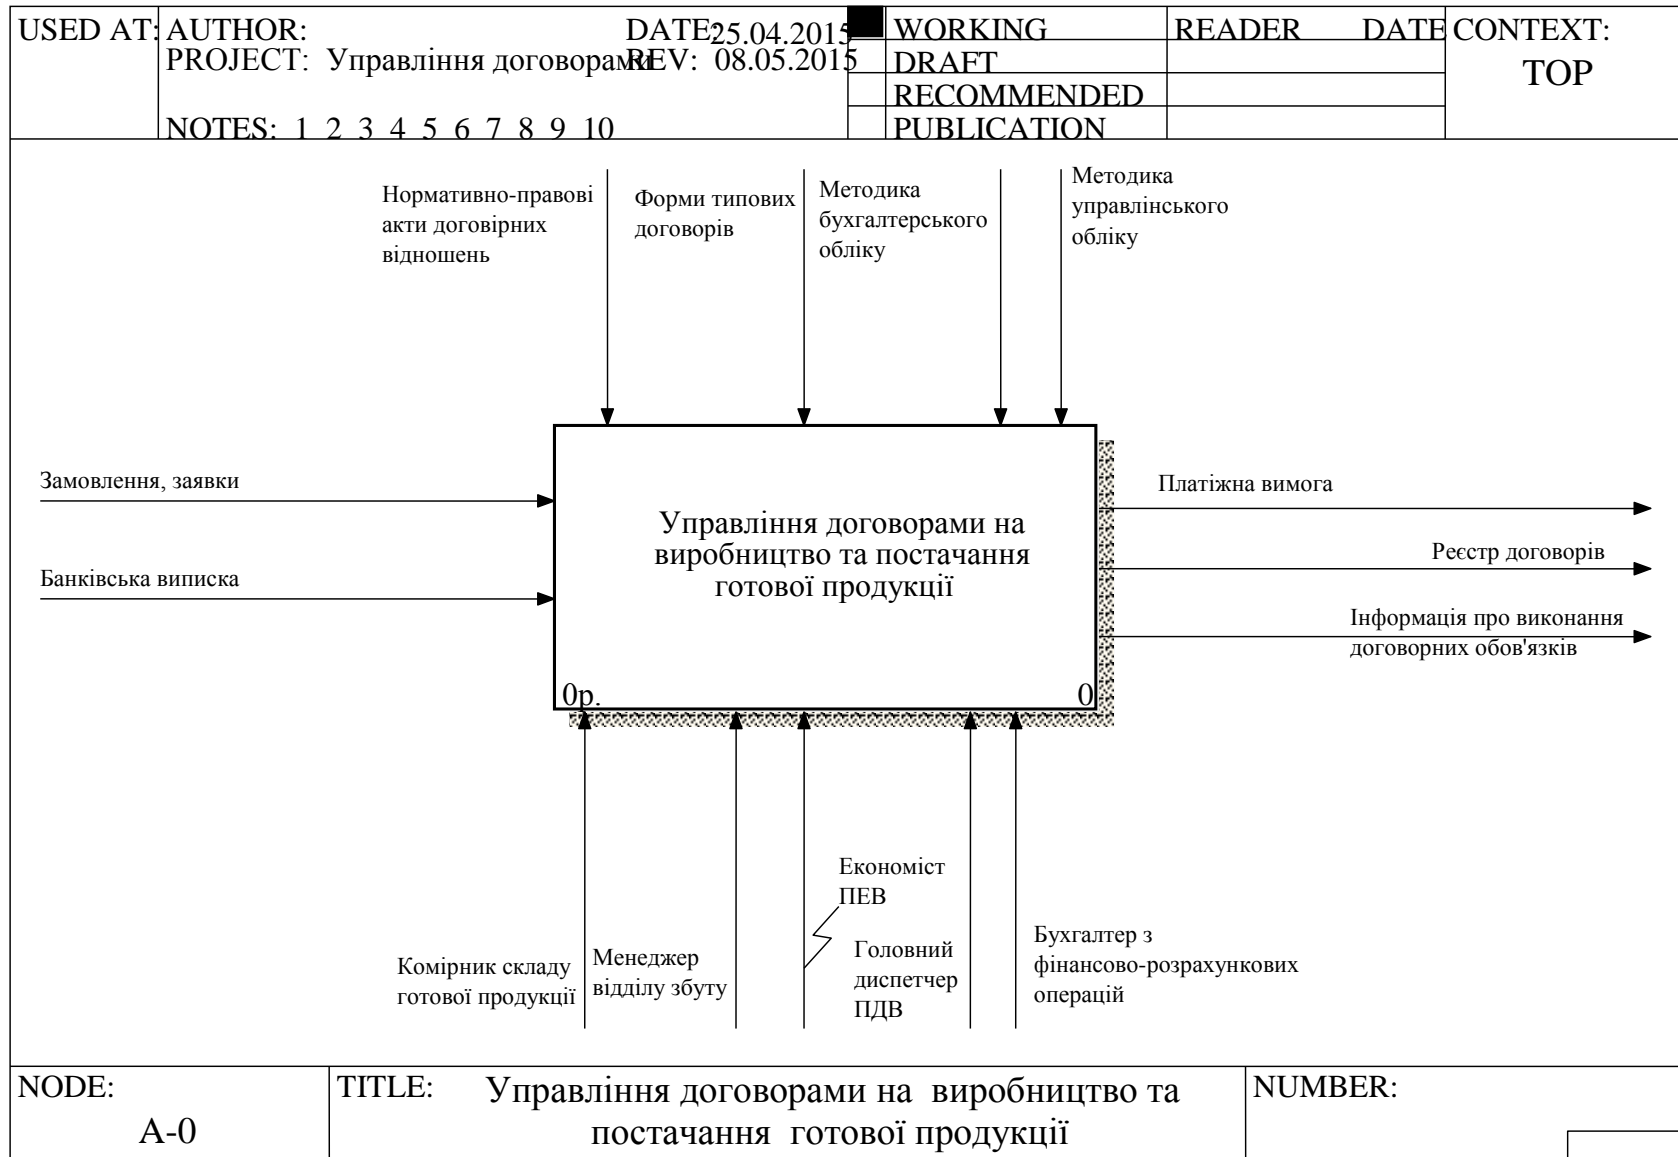 USED AT:
AUTHOR:
DATE: 25.04.2015
PROJECT: Управління договорами
REV: 08.05.2015
NOTES: 1 2 3 4 5 6 7 8 9 10
WORKING
DRAFT
RECOMMENDED
PUBLICATION
READER DATE
CONTEXT:
TOP
Нормативно-правові
акти договірних
відношень
Форми типових
договорів
Методика
бухгалтерського
обліку
Методика
управлінського
обліку
Замовлення, заявки
Банківська виписка
Управління договорами на
виробництво та постачання
готової продукції
0р.
0
Платіжна вимога
Реєстр договорів
Інформація про виконання
договорних обов'язків
Комірник складу
готової продукції
Менеджер
відділу збуту
Економіст
ПЕВ
Головний
диспетчер
ПДВ
Бухгалтер з
фінансово-розрахункових
операцій
NODE:
A-0
TITLE:
Управління договорами на виробництво та
постачання готової продукції
NUMBER: